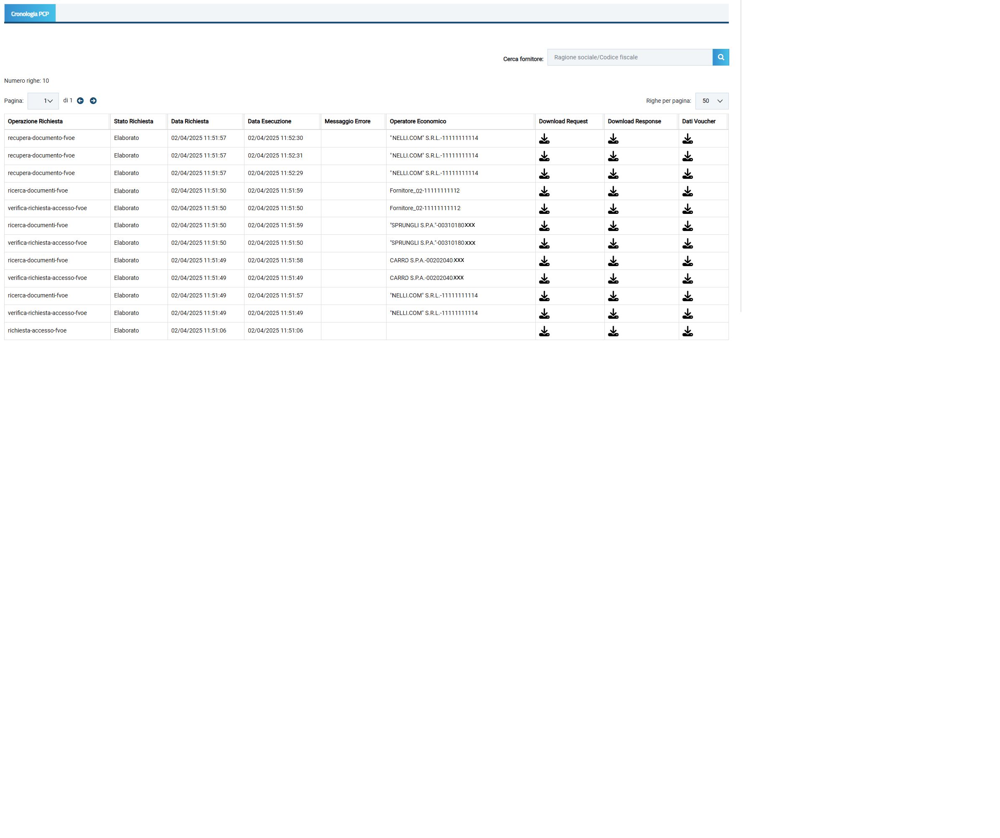 Cronologia PCP
Cerca fornitore: Ragione sociale/Codice fiscale
Numero righe: 10
Pagina: 1 di 1 Righe per pagina: 50
Operazione Richiesta Stato Richiesta Data Richiesta Data Esecuzione Messaggio Errore Operatore Economico Download Request Download Response Dati Voucher
recupera-documento-fvoe Elaborato 02/04/2025 11:51:57 02/04/2025 11:52:30 "NELLI.COM" S.R.L.-11111111114
recupera-documento-fvoe Elaborato 02/04/2025 11:51:57 02/04/2025 11:52:31 "NELLI.COM" S.R.L.-11111111114
recupera-documento-fvoe Elaborato 02/04/2025 11:51:57 02/04/2025 11:52:29 "NELLI.COM" S.R.L.-11111111114
ricerca-documenti-fvoe Elaborato 02/04/2025 11:51:50 02/04/2025 11:51:59 Fornitore_02-11111111112
verifica-richiesta-accesso-fvoe Elaborato 02/04/2025 11:51:50 02/04/2025 11:51:50 Fornitore_02-11111111112
ricerca-documenti-fvoe Elaborato 02/04/2025 11:51:50 02/04/2025 11:51:59 "SPRUNGLI S.P.A."-00310180XXX
verifica-richiesta-accesso-fvoe Elaborato 02/04/2025 11:51:50 02/04/2025 11:51:50 "SPRUNGLI S.P.A."-00310180XXX
ricerca-documenti-fvoe Elaborato 02/04/2025 11:51:49 02/04/2025 11:51:58 CARRO S.P.A.-00202040XXX
verifica-richiesta-accesso-fvoe Elaborato 02/04/2025 11:51:49 02/04/2025 11:51:49 CARRO S.P.A.-00202040XXX
ricerca-documenti-fvoe Elaborato 02/04/2025 11:51:49 02/04/2025 11:51:57 "NELLI.COM" S.R.L.-11111111114
verifica-richiesta-accesso-fvoe Elaborato 02/04/2025 11:51:49 02/04/2025 11:51:49 "NELLI.COM" S.R.L.-11111111114
richiesta-accesso-fvoe Elaborato 02/04/2025 11:51:06 02/04/2025 11:51:06